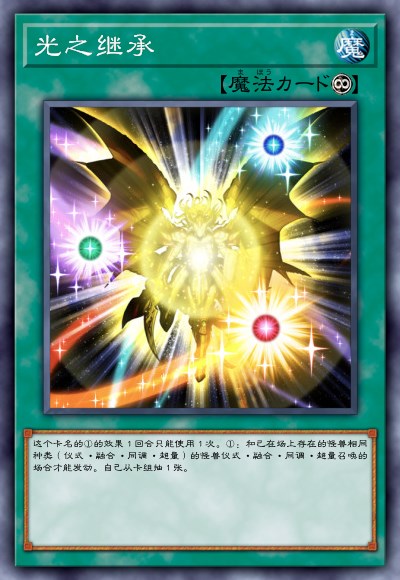 光之继承
魔
【魔法カード】
まほう
这个卡名的①的效果1回合只能使用1次。①：和已在场上存在的怪兽相同
种类（仪式·融合·同调·超量）的怪兽仪式·融合·同调·超量召唤的
场合才能发动。自己从卡组抽1张。